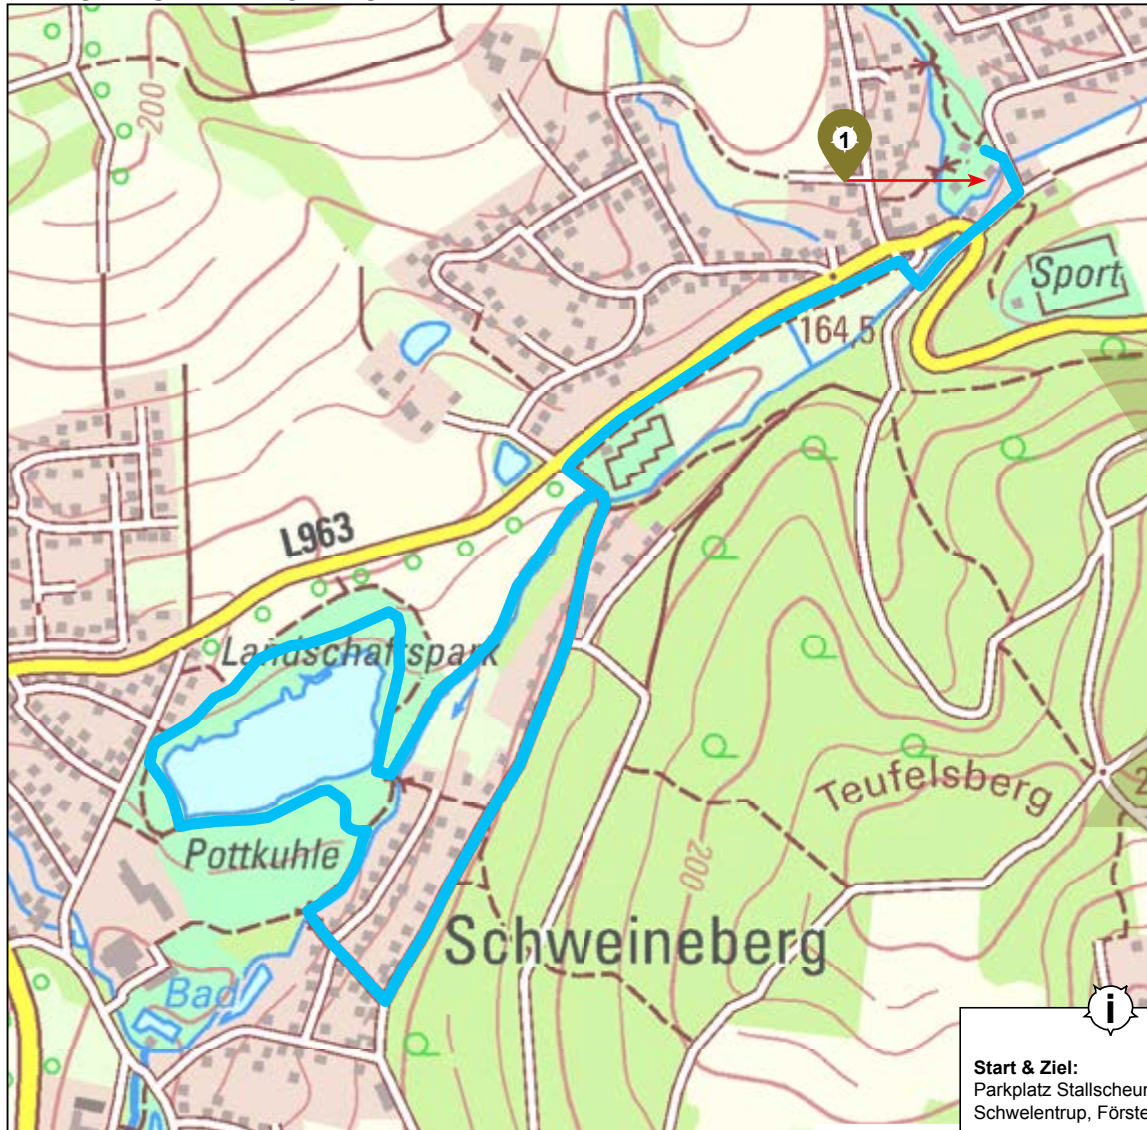 200
1
Sport
164,5
L963
Landschaftspark
Teufelsberg
Pottkuhle
200
Schweineberg
Bad
i
Start & Ziel:
Parkplatz Stallscheun
Schwelentrup, Förste